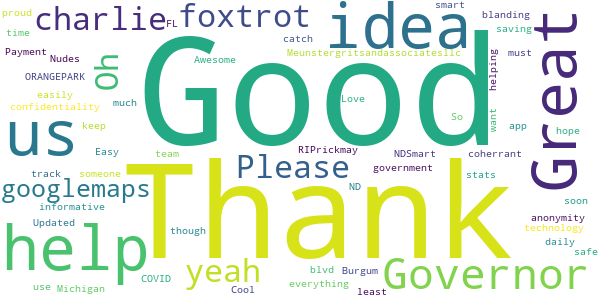 proud
charlie
FL
foxtrot
smart
idea
blanding
time
catch
saving
Great
Payment
Nudes
Oh
Awesome
Good
Meunstergritsandassociatesllc
must
ORANGEPARK
helping
easily
confidentiality
much
Love
want
app
us
keep
So
hope
Easy
team
RIPrickmay
NDSmart
coherrant
Thank
Please
government
track
someone
stats
googlemaps
ND
soon
informative
anonymity
Updated
though
technology
help
daily
safe
yeah
COVID
blvd
Burgum
Governor
everything
use
Michigan
Cool
least